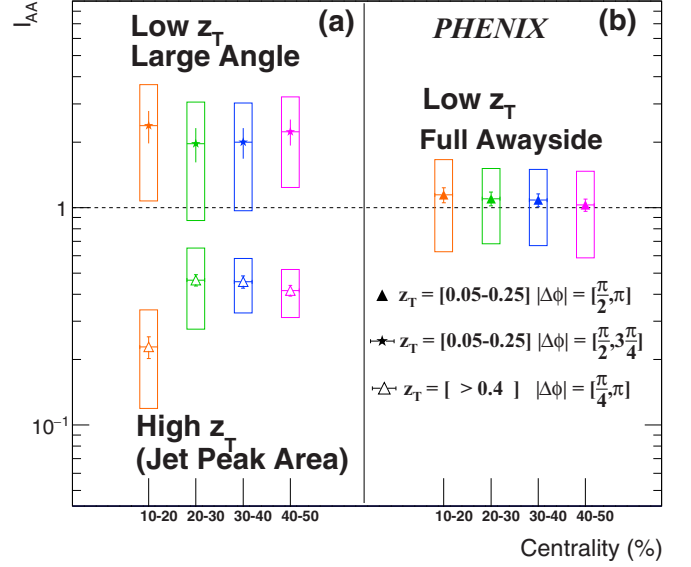 I_AA
(a)
Low z_T
Large Angle
1
High z_T
(Jet Peak Area)
10^-1
10-20 20-30 30-40 40-50
PHENIX (b)
Low z_T
Full Awayside
▲ z_T = [0.05-0.25] |Δϕ| = [π/2,π]
★ z_T = [0.05-0.25] |Δϕ| = [π/2,3π/4]
△ z_T = [ > 0.4 ] |Δϕ| = [π/4,π]
10-20 20-30 30-40 40-50
Centrality (%)